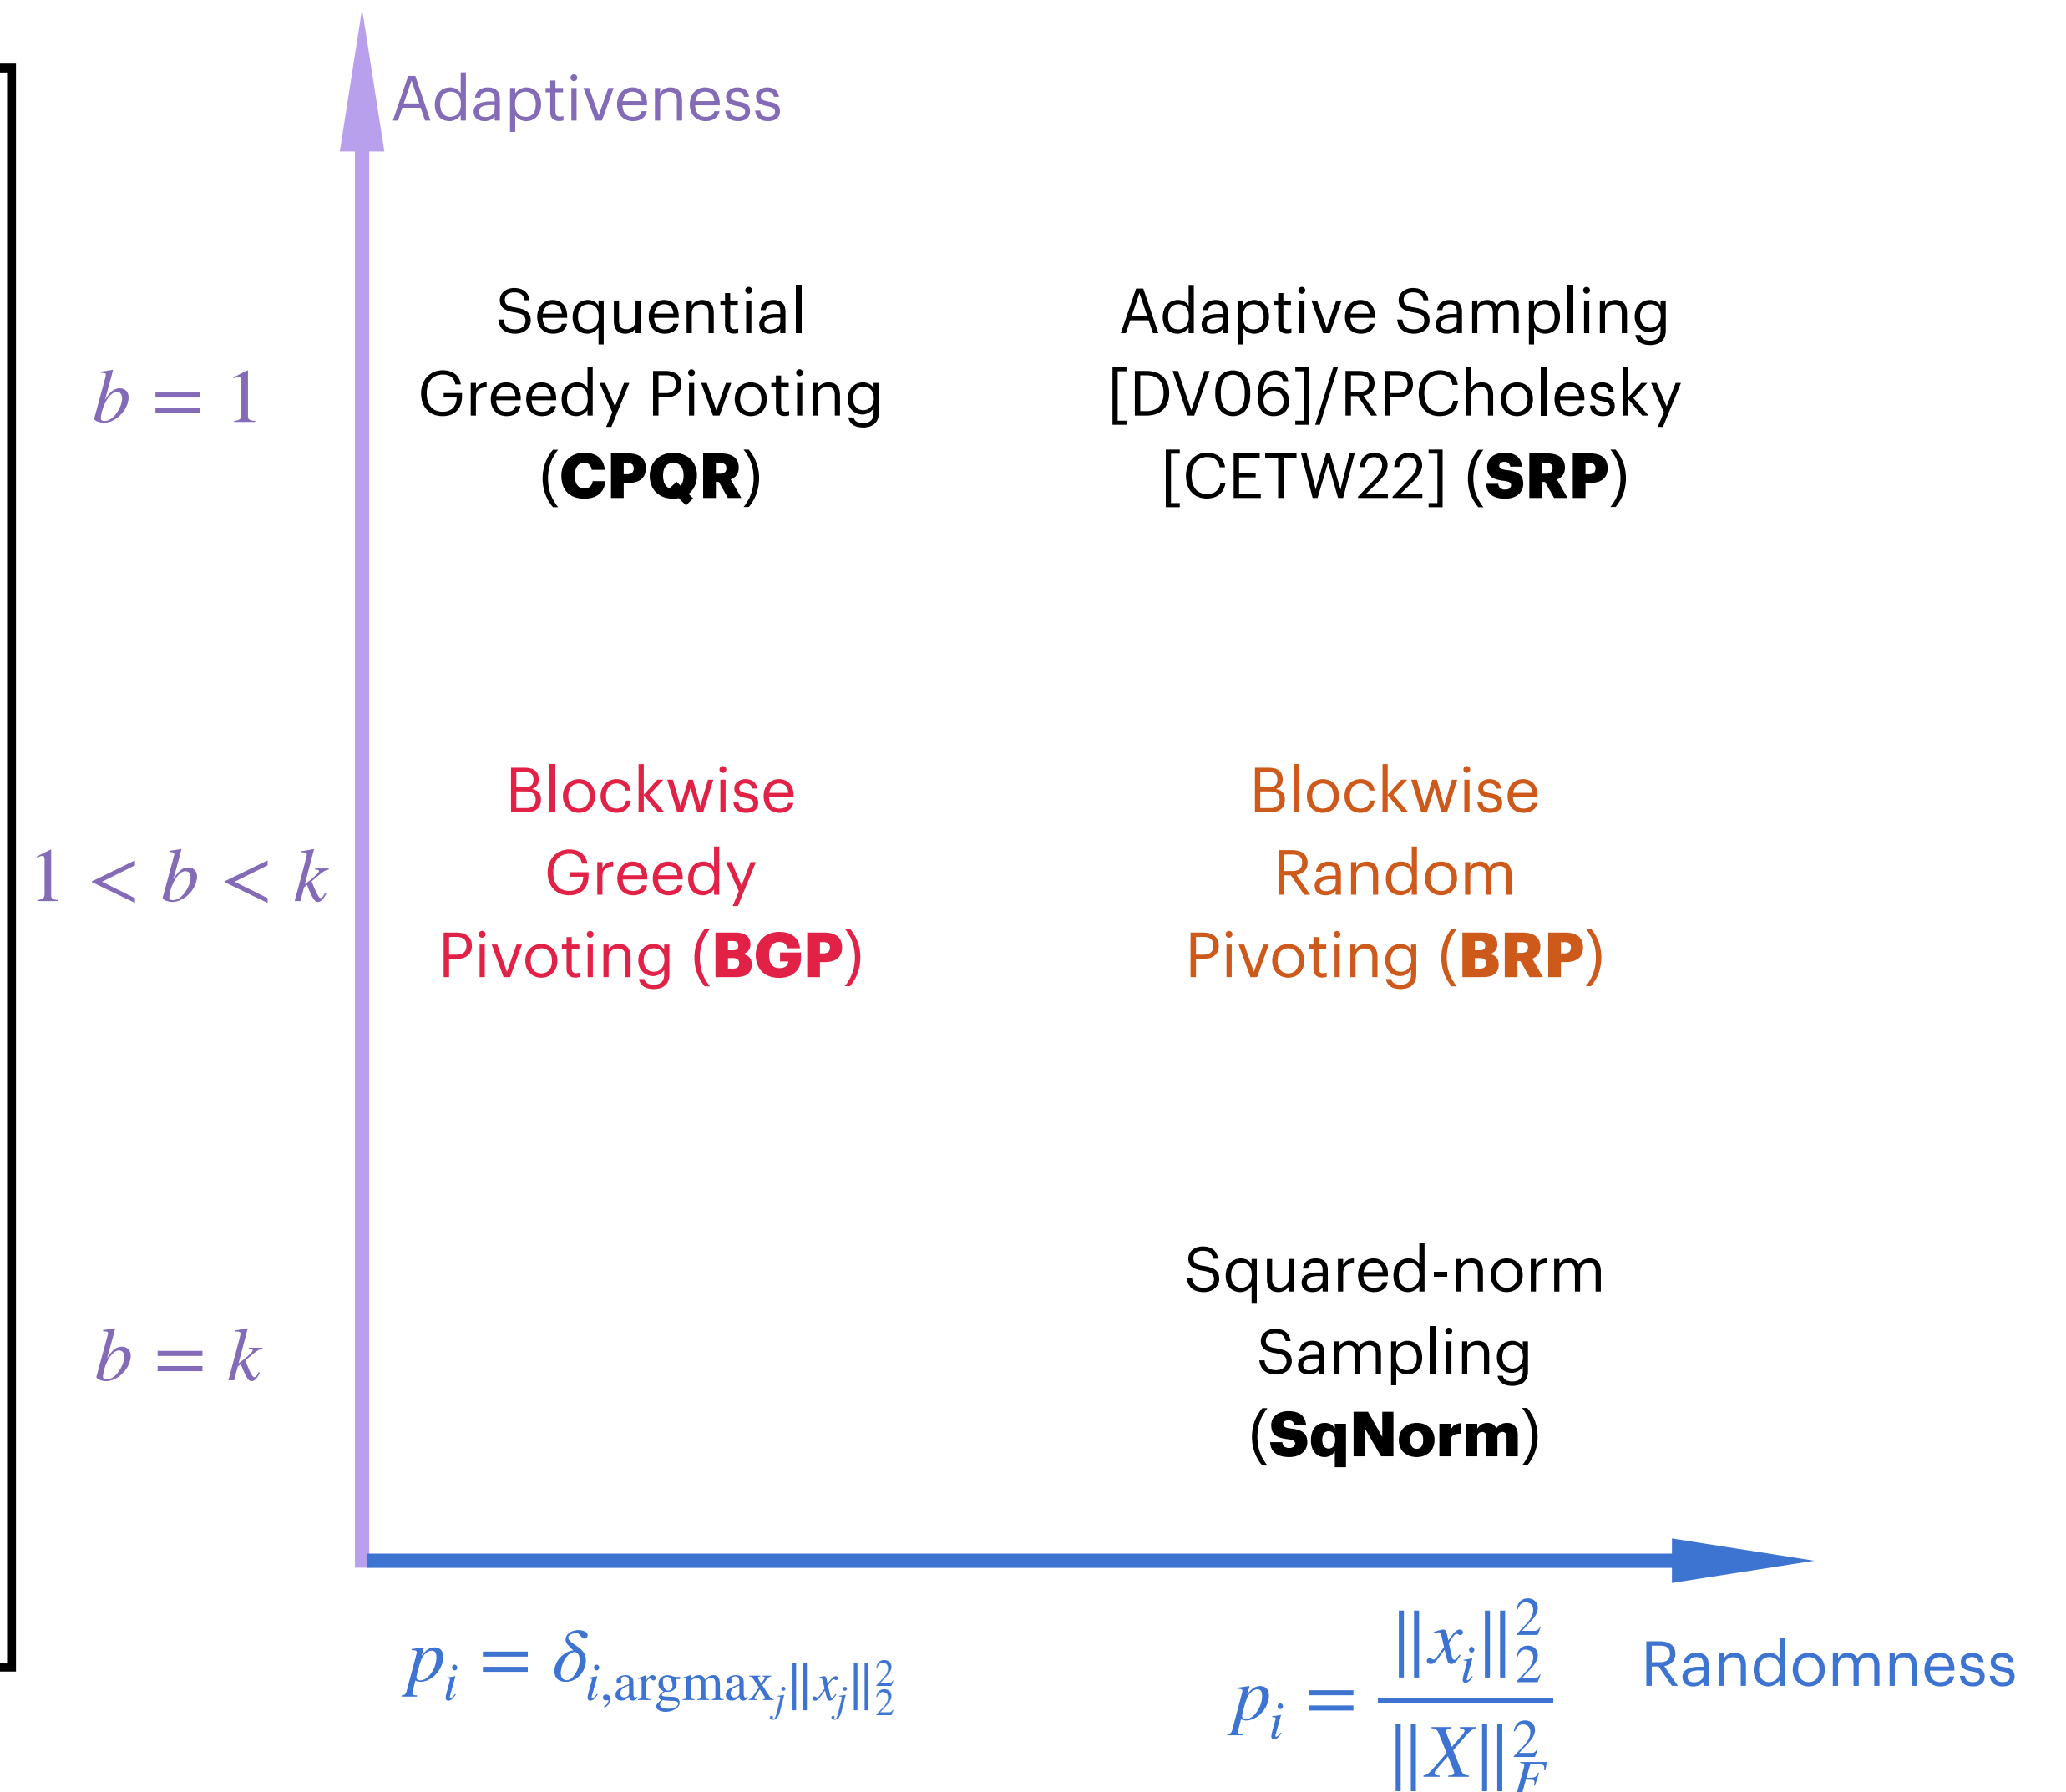 Adaptiveness
b = 1
Sequential
Greedy Pivoting
(CPQR)
Adaptive Sampling
[DV06]/RPCholesky
[CETW22] (SRP)
1 < b < k
Blockwise
Greedy
Pivoting (BGP)
Blockwise
Random
Pivoting (BRP)
b = k
Squared-norm
Sampling
(SqNorm)
p_i = δ_{i,argmax_j||x_j||_2^2}
p_i = ||x_i||_2^2 / ||X||_F^2
Randomness